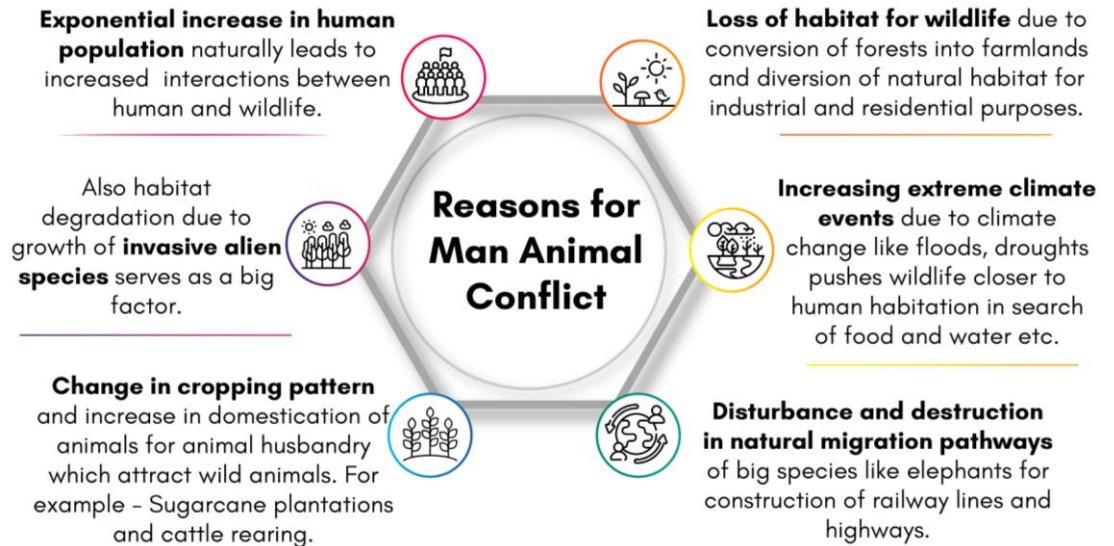 Exponential increase in human
population naturally leads to
increased interactions between
human and wildlife.
Loss of habitat for wildlife due to
conversion of forests into farmlands
and diversion of natural habitat for
industrial and residential purposes.
Also habitat
degradation due to
growth of invasive alien
species serves as a big
factor.
Reasons for
Man Animal
Conflict
Increasing extreme climate
events due to climate
change like floods, droughts
pushes wildlife closer to
human habitation in search
of food and water etc.
Change in cropping pattern
and increase in domestication of
animals for animal husbandry
which attract wild animals. For
example - Sugarcane plantations
and cattle rearing.
Disturbance and destruction
in natural migration pathways
of big species like elephants for
construction of railway lines and
highways.